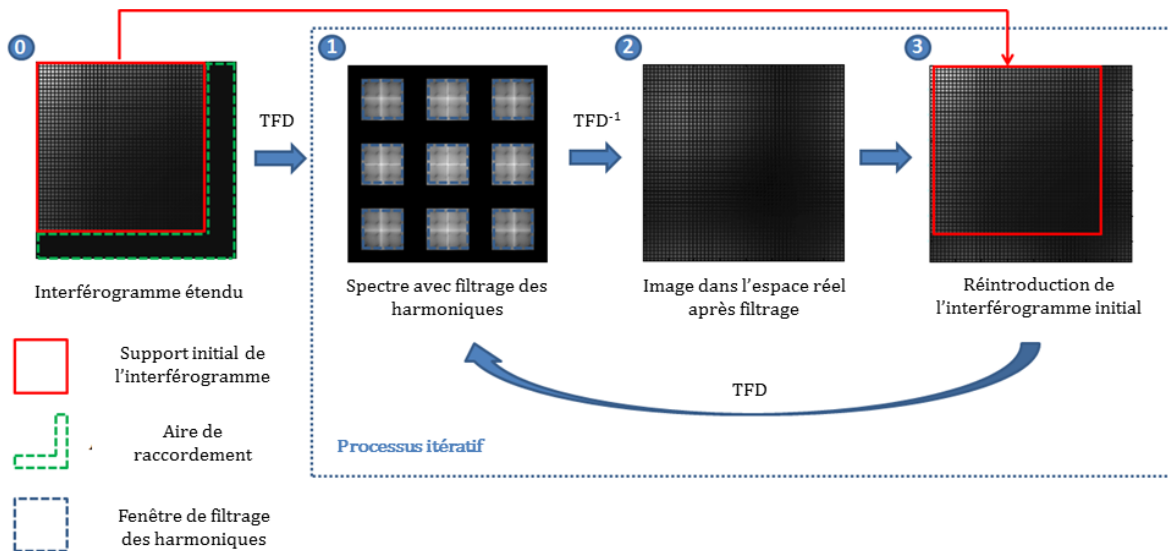 0
1
2
3
TFD
TFD-1
Interférogramme étendu
Spectre avec filtrage des
harmoniques
Image dans l'espace réel
après filtrage
Réintroduction de
l'interférogramme initial
Support initial de
l'interférogramme
TFD
Aire de
raccordement
Processus itératif
Fenêtre de filtrage
des harmoniques